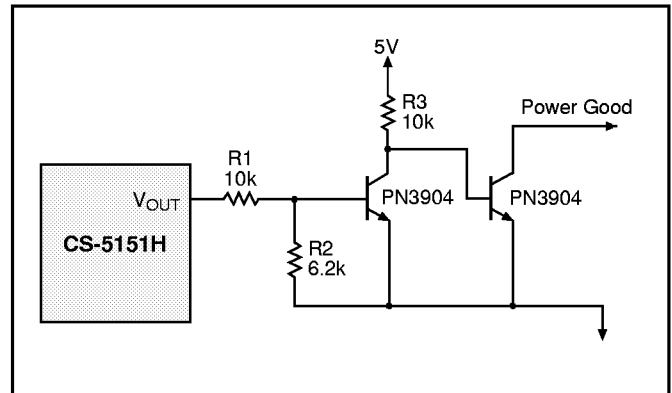 5V
R3
10k
Power Good
R1
10k
PN3904
PN3904
VOUT
CS-5151H
R2
6.2k